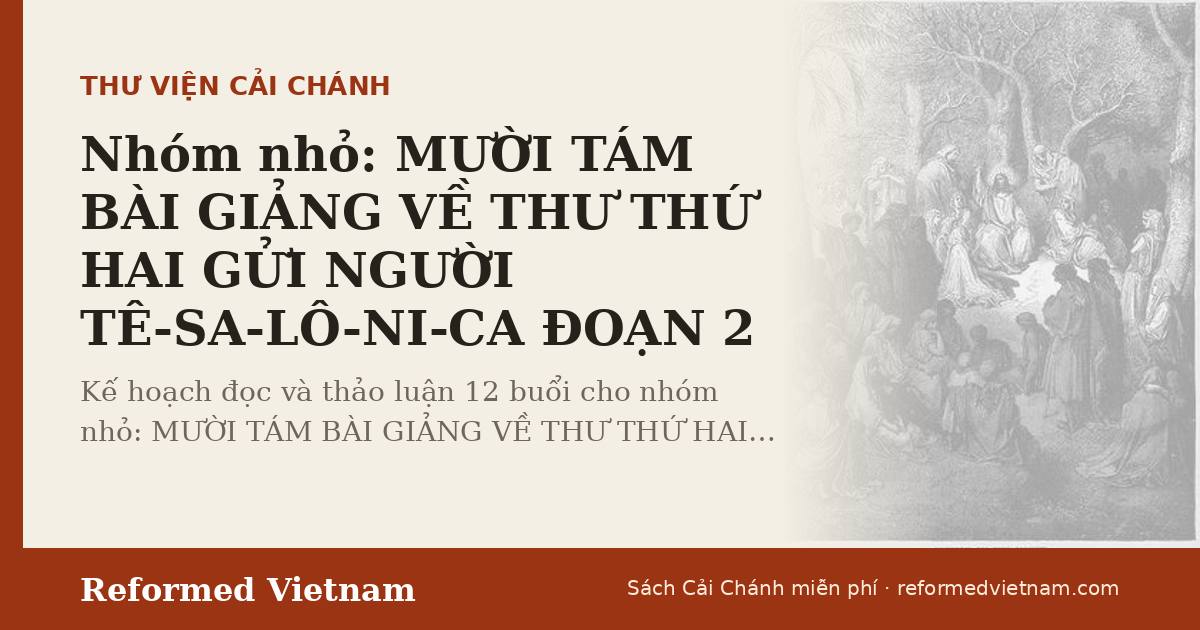 THƯ VIỆN CẢI CHÁNH
Nhóm nhỏ: MƯỜI TÁM
BÀI GIẢNG VỀ THƯ THỨ
HAI GỬI NGƯỜI
TÊ-SA-LÔ-NI-CA ĐOẠN 2
Kế hoạch đọc và thảo luận 12 buổi cho nhóm
nhỏ: MƯỜI TÁM BÀI GIẢNG VỀ THƯ THỨ HAI...
Reformed Vietnam
Sách Cải Chánh miễn phí · reformedvietnam.com